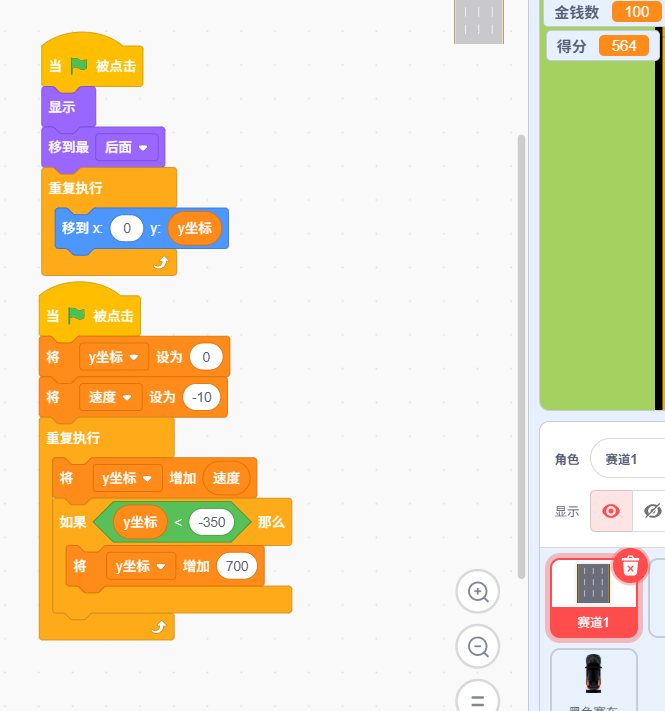 金钱数 100
得分 564
当 被点击
显示
移到最 后面
重复执行
移到 x: 0 y: y坐标
当 被点击
将 y坐标 设为 0
将 速度 设为 -10
重复执行
将 y坐标 增加 速度
如果 y坐标 < -350 那么
将 y坐标 增加 700
角色 赛道1
显示
赛道1
黑色赛车